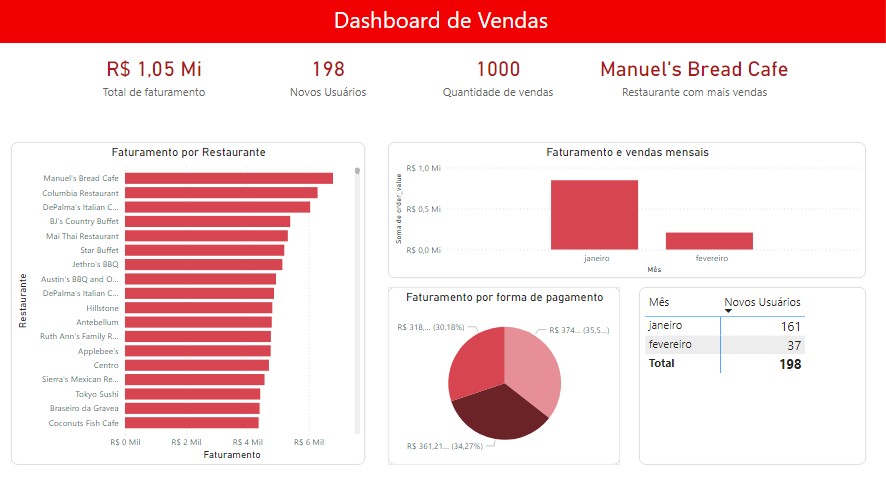 Dashboard de Vendas
R$ 1,05 Mi
Total de faturamento
198
Novos Usuários
1000
Quantidade de vendas
Manuel's Bread Cafe
Restaurante com mais vendas
Faturamento por Restaurante
Restaurante
Manuel's Bread Cafe
Columbia Restaurant
DePalma's Italian C...
BJ's Country Buffet
Mai Thai Restaurant
Star Buffet
Jethro's BBQ
Austin's BBQ and O...
DePalma's Italian C...
Hillstone
Antebellum
Ruth Ann's Family R...
Applebee's
Centro
Sierra's Mexican Re...
Tokyo Sushi
Braseiro da Gravea
Coconuts Fish Cafe
R$ 0 Mil R$ 2 Mil R$ 4 Mil R$ 6 Mil
Faturamento
Faturamento e vendas mensais
Soma de order_value
R$ 1,0 Mi
R$ 0,5 Mi
R$ 0,0 Mi
janeiro fevereiro
Mês
Faturamento por forma de pagamento
R$ 318,... (30,18%)
R$ 374... (35,5...)
R$ 361,21... (34,27%)
Mês Novos Usuários
janeiro 161
fevereiro 37
Total 198